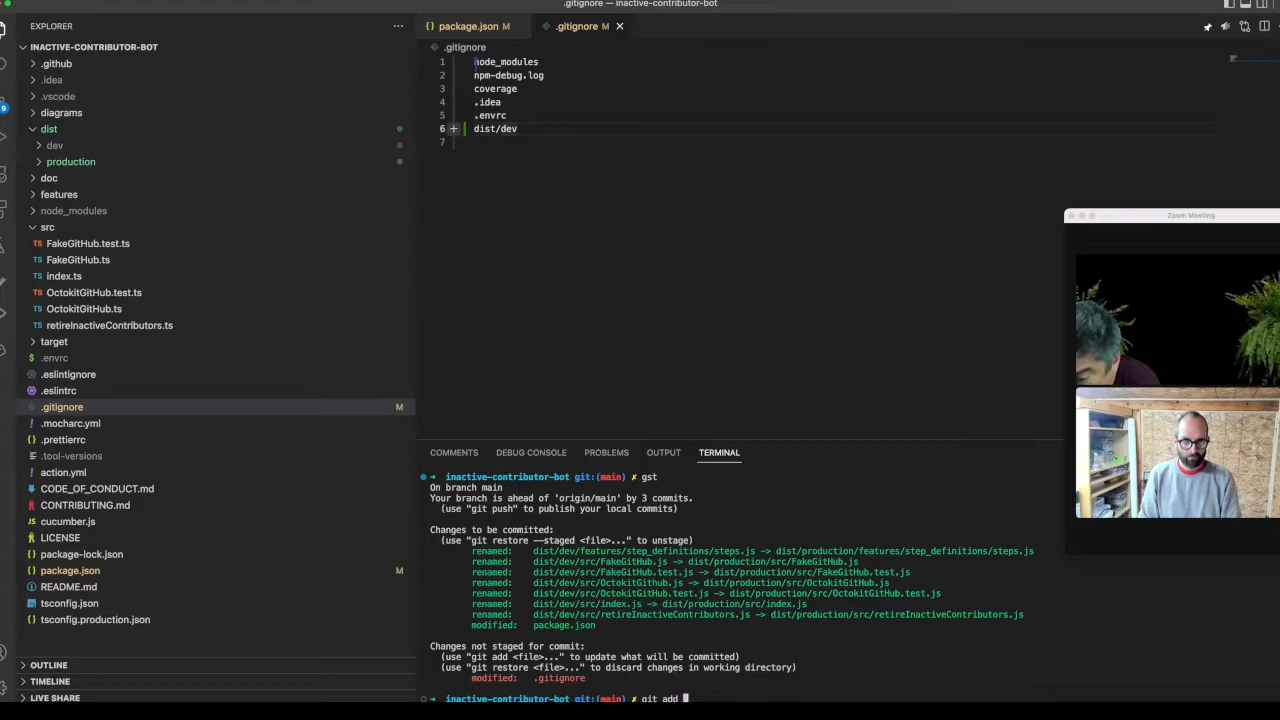 .gitignore — inactive-contributor-bot
EXPLORER
INACTIVE-CONTRIBUTOR-BOT
.github
.idea
.vscode
diagrams
dist
dev
production
doc
features
node_modules
src
TS FakeGitHub.test.ts
TS FakeGitHub.ts
TS index.ts
TS OctokitGitHub.test.ts
TS OctokitGitHub.ts
TS retireInactiveContributors.ts
target
$ .envrc
.eslintignore
.eslintrc
.gitignore M
.mocharc.yml
{} .prettierrc
.tool-versions
action.yml
CODE_OF_CONDUCT.md
CONTRIBUTING.md
cucumber.js
LICENSE
{} package-lock.json
{} package.json M
README.md
tsconfig.json
tsconfig.production.json
OUTLINE
TIMELINE
LIVE SHARE
9
{} package.json M .gitignore M
.gitignore
1 node_modules
2 npm-debug.log
3 coverage
4 .idea
5 .envrc
6 dist/dev
7
Zoom Meeting
COMMENTS DEBUG CONSOLE PROBLEMS OUTPUT TERMINAL
➜ inactive-contributor-bot git:(main) ✗ gst
On branch main
Your branch is ahead of 'origin/main' by 3 commits.
(use "git push" to publish your local commits)
Changes to be committed:
(use "git restore --staged <file>..." to unstage)
renamed: dist/dev/features/step_definitions/steps.js -> dist/production/features/step_definitions/steps.js
renamed: dist/dev/src/FakeGitHub.js -> dist/production/src/FakeGitHub.js
renamed: dist/dev/src/FakeGitHub.test.js -> dist/production/src/FakeGitHub.test.js
renamed: dist/dev/src/OctokitGitHub.js -> dist/production/src/OctokitGitHub.js
renamed: dist/dev/src/OctokitGitHub.test.js -> dist/production/src/OctokitGitHub.test.js
renamed: dist/dev/src/index.js -> dist/production/src/index.js
renamed: dist/dev/src/retireInactiveContributors.js -> dist/production/src/retireInactiveContributors.js
modified: package.json
Changes not staged for commit:
(use "git add <file>..." to update what will be committed)
(use "git restore <file>..." to discard changes in working directory)
modified: .gitignore
➜ inactive-contributor-bot git:(main) ✗ git add